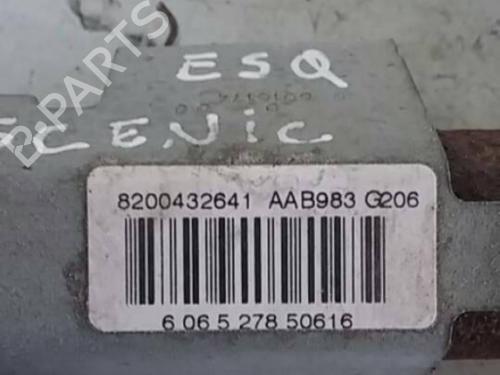 B-PARTS
ESQ
SCENIC
8200432641 AAB983 G206
6 06 5 278 50616